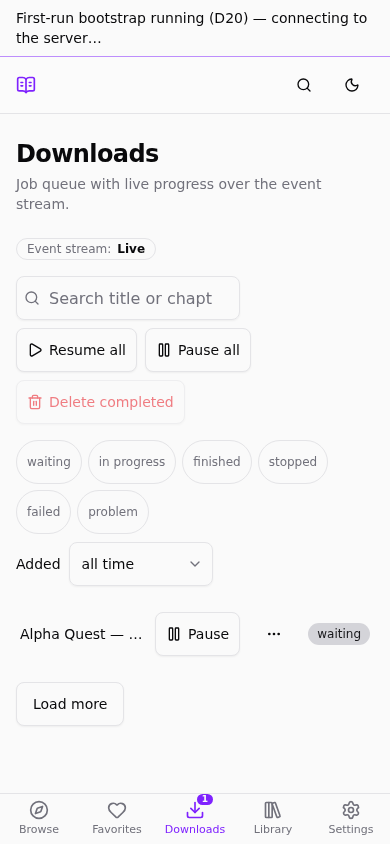 First-run bootstrap running (D20) — connecting to
the server…
Downloads
Job queue with live progress over the event
stream.
Event stream: Live
Search title or chapt
Resume all
Pause all
Delete completed
waiting
in progress
finished
stopped
failed
problem
Added
all time
Alpha Quest — …
Pause
waiting
Load more
1
Browse
Favorites
Downloads
Library
Settings